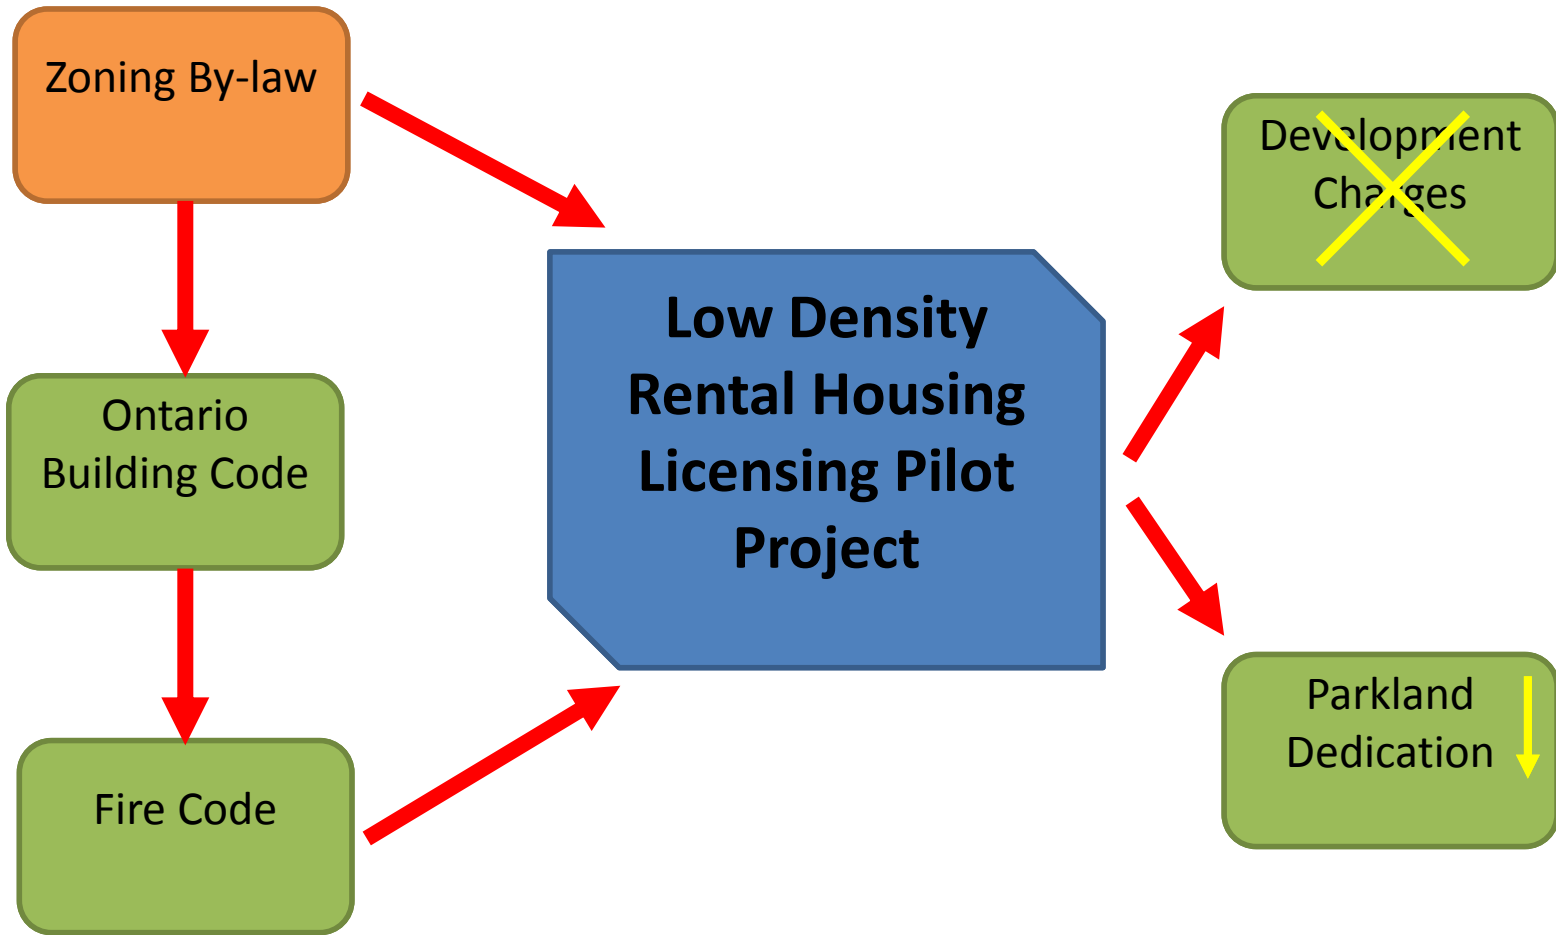 Zoning By-law
Ontario
Building Code
Fire Code
Low Density
Rental Housing
Licensing Pilot
Project
Development
Charges
Parkland
Dedication